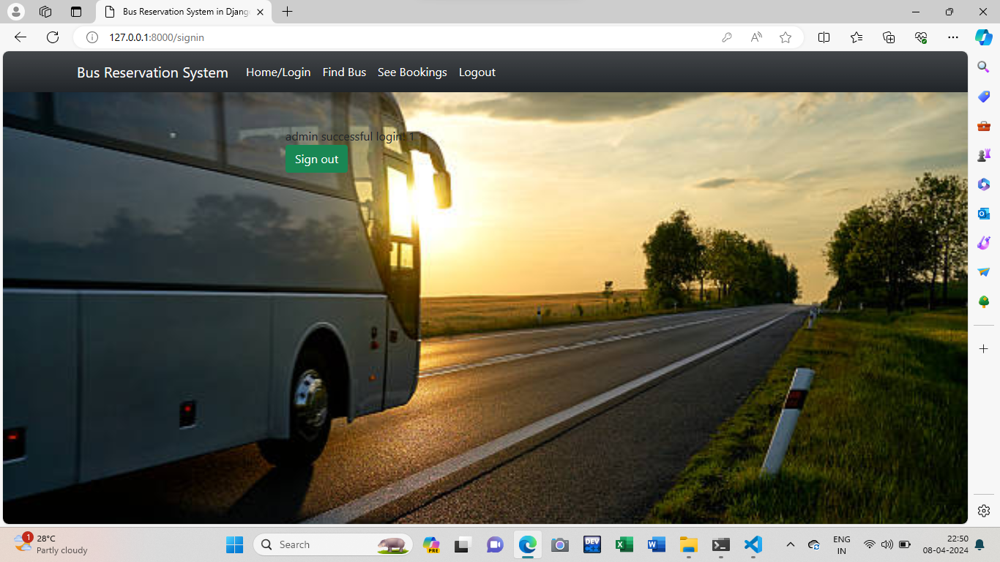 Bus Reservation System in Djang
127.0.0.1:8000/signin
Bus Reservation System Home/Login Find Bus See Bookings Logout
admin successful login! 1
Sign out
1
28°C
Partly cloudy
Search
PRE
DEV
ENG
IN
22:50
08-04-2024